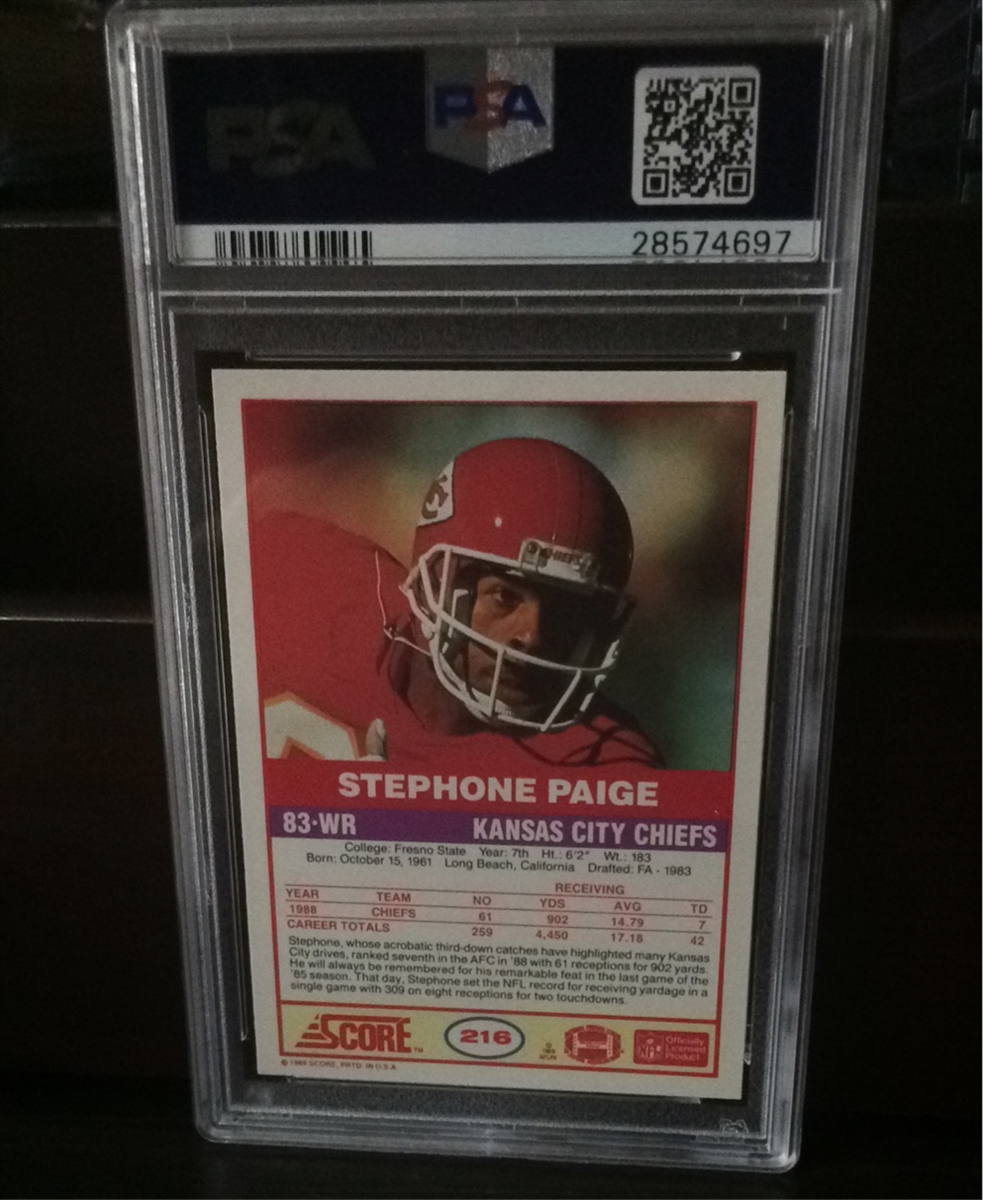 PSA PSA
28574697
CHIEFS
STEPHONE PAIGE
83·WR KANSAS CITY CHIEFS
College: Fresno State Year: 7th Ht.: 6'2" Wt.: 183
Born: October 15, 1961 Long Beach, California Drafted: FA - 1983
RECEIVING
YEAR TEAM NO YDS AVG TD
1988 CHIEFS 61 902 14.79 7
CAREER TOTALS 259 4,450 17.18 42
Stephone, whose acrobatic third-down catches have highlighted many Kansas
City drives, ranked seventh in the AFC in '88 with 61 receptions for 902 yards.
He will always be remembered for his remarkable feat in the last game of the
'85 season. That day, Stephone set the NFL record for receiving yardage in a
single game with 309 on eight receptions for two touchdowns.
SCORE™ 216 NFL Officially
Licensed
Product
© 1989 SCORE, PRTD. IN U.S.A.